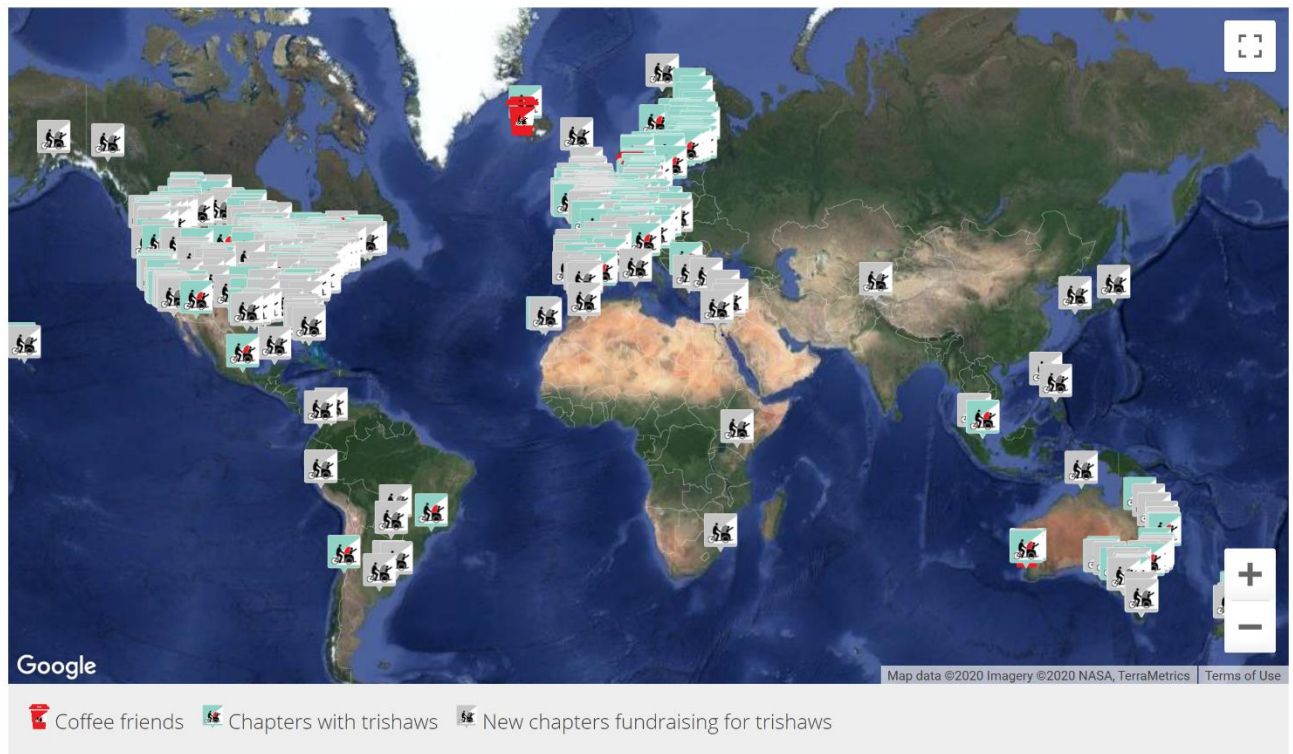 Google
Map data ©2020 Imagery ©2020 NASA, TerraMetrics Terms of Use
Coffee friends Chapters with trishaws New chapters fundraising for trishaws